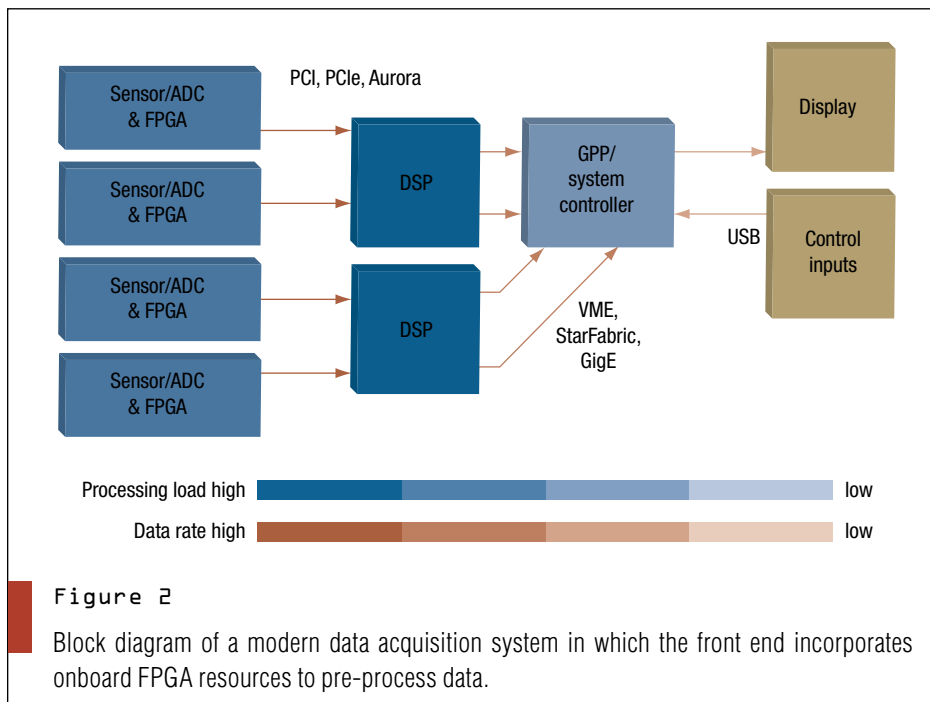 Sensor/ADC
& FPGA
Sensor/ADC
& FPGA
Sensor/ADC
& FPGA
Sensor/ADC
& FPGA
PCI, PCIe, Aurora
DSP
DSP
GPP/
system
controller
VME,
StarFabric,
GigE
Display
USB
Control
inputs
Processing load high
low
Data rate high
low
Figure 2
Block diagram of a modern data acquisition system in which the front end incorporates
onboard FPGA resources to pre-process data.